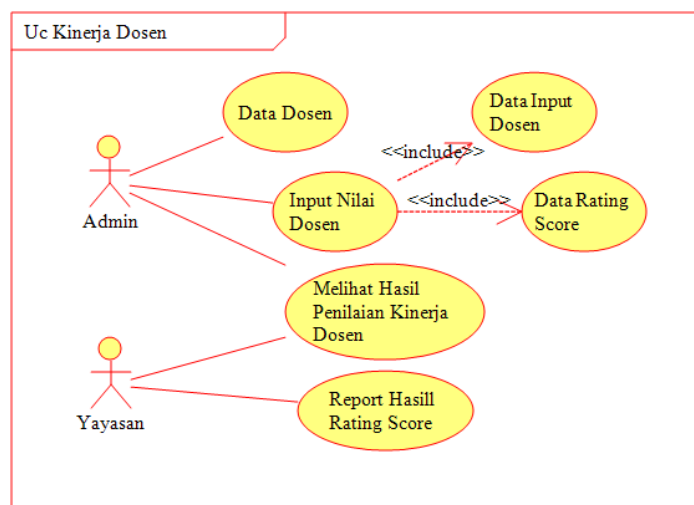 Uc Kinerja Dosen
Data Dosen
Data Input
Dosen
<<include>>
Admin
Input Nilai
Dosen
<<include>>
Data Rating
Score
Melihat Hasil
Penilaian Kinerja
Dosen
Yayasan
Report Hasill
Rating Score